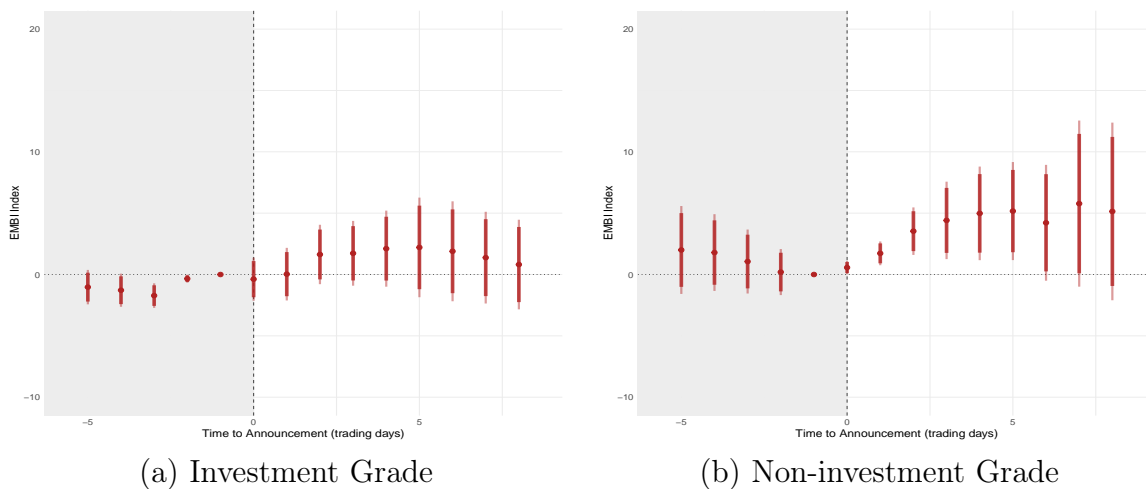 20
10
0
−10
EMBI Index
−5
0
5
Time to Announcement (trading days)
(a) Investment Grade
20
10
0
−10
EMBI Index
−5
0
5
Time to Announcement (trading days)
(b) Non-investment Grade